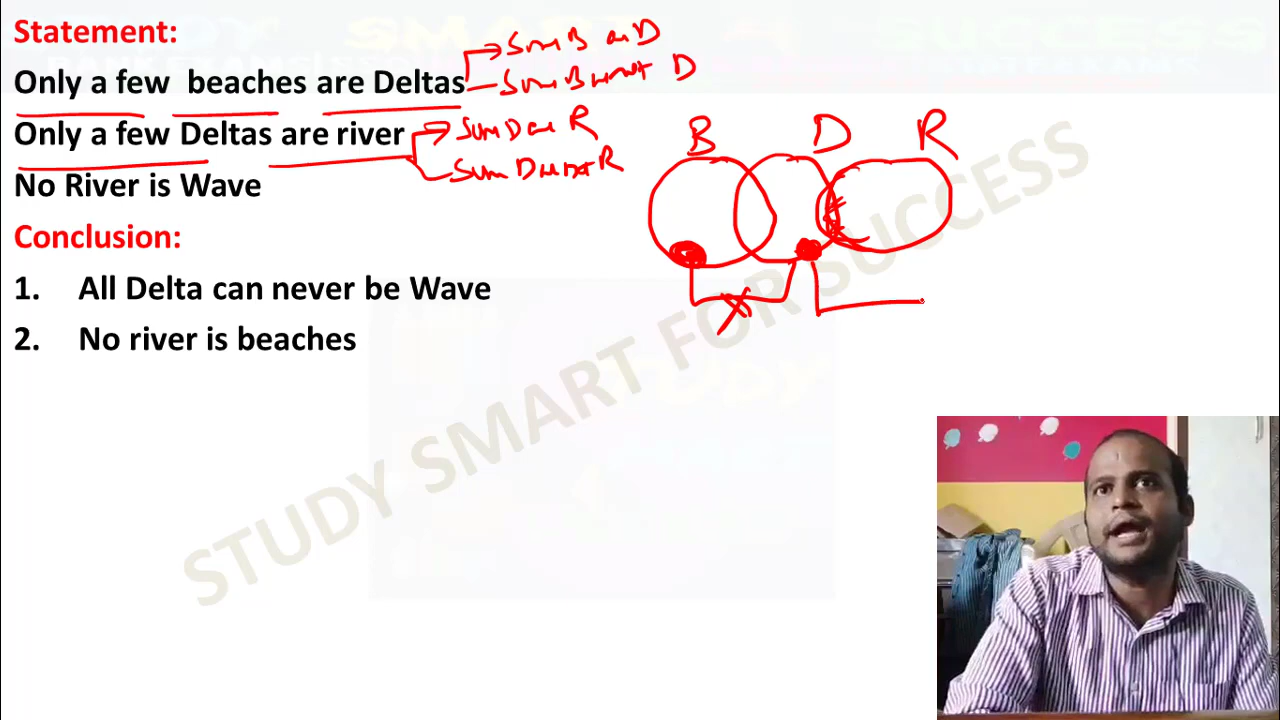 Statement:
Only a few beaches are Deltas
Only a few Deltas are river
No River is Wave
Conclusion:
1. All Delta can never be Wave
2. No river is beaches
B D R
STUDY SMART FOR SUCCESS